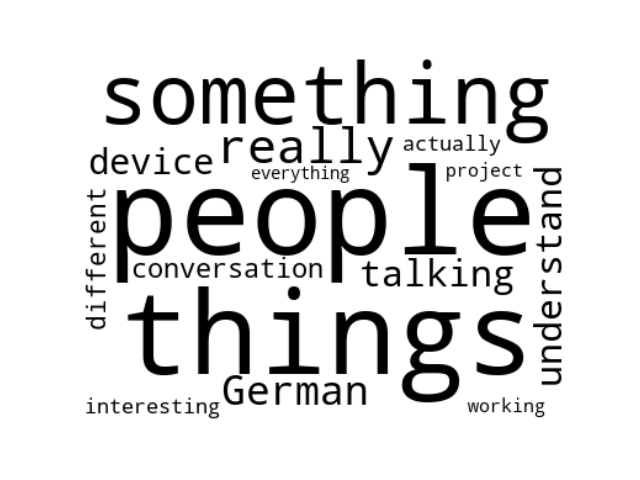 something
really
actually
device
everything
project
people
different
understand
conversation
talking
things
German
interesting
working